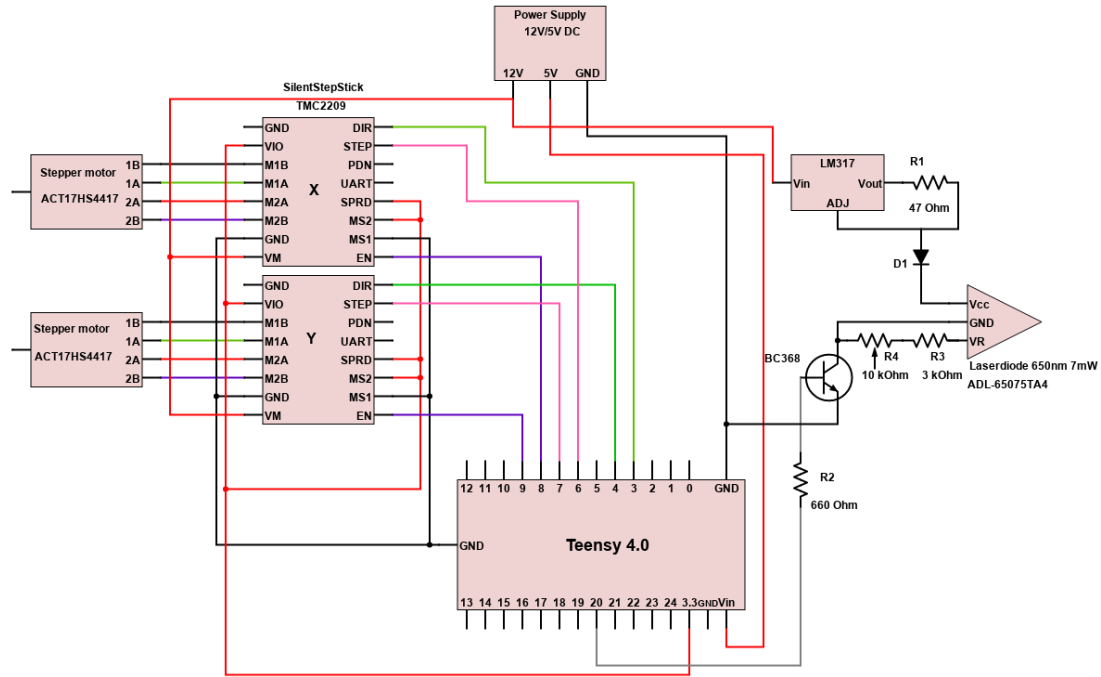 Power Supply
12V/5V DC
12V 5V GND
SilentStepStick
TMC2209
GND DIR
VIO STEP
M1B PDN
M1A UART
M2A SPRD
M2B MS2
GND MS1
VM EN
X
Stepper motor
ACT17HS4417
1B
1A
2A
2B
LM317
Vin Vout
ADJ
R1
47 Ohm
D1
GND DIR
VIO STEP
M1B PDN
M1A UART
M2A SPRD
M2B MS2
GND MS1
VM EN
Y
Stepper motor
ACT17HS4417
1B
1A
2A
2B
Vcc
GND
VR
BC368
R4
10 kOhm
R3
3 kOhm
Laserdiode 650nm 7mW
ADL-65075TA4
R2
660 Ohm
12 11 10 9 8 7 6 5 4 3 2 1 0 GND
GND
Teensy 4.0
13 14 15 16 17 18 19 20 21 22 23 24 3.3 GND Vin